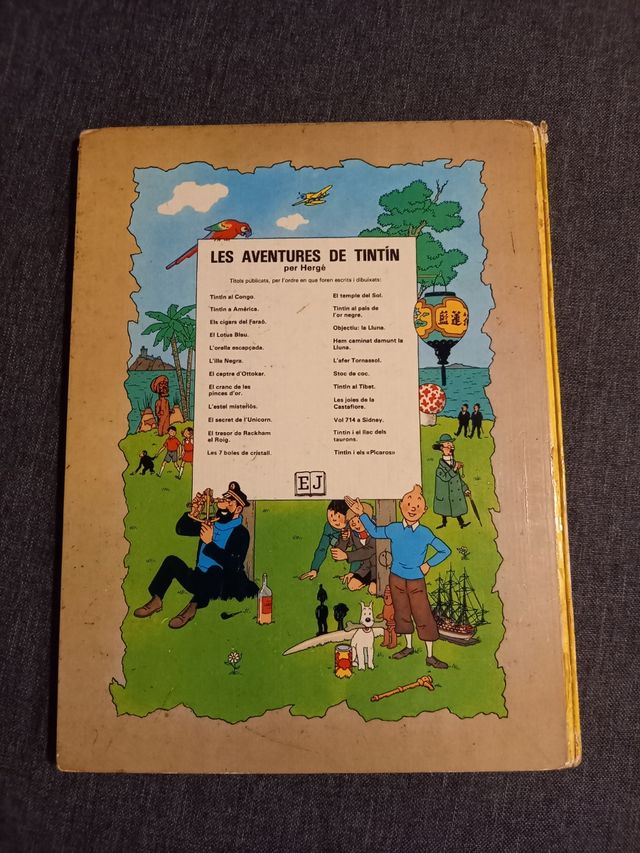 LES AVENTURES DE TINTÍN
per Hergé
Títols publicats, per l'ordre en que foren escrits i dibuixats:
Tintín al Congo.
Tintín a Amèrica.
Els cigars del Faraó.
El Lotus Blau.
L'orella escapçada.
L'illa Negra.
El ceptre d'Ottokar.
El cranc de les
pinces d'or.
L'estel misteriós.
El secret de l'Unicorn.
El tresor de Rackham
el Roig.
Les 7 boles de cristall.
El temple del Sol.
Tintín al país de
l'or negre.
Objectiu: la Lluna.
Hem caminat damunt la
Lluna.
L'afer Tornassol.
Stoc de coc.
Tintín al Tibet.
Les joies de la
Castafiore.
Vol 714 a Sidney.
Tintín i el llac dels
taurons.
Tintín i els «Pícaros»
EJ
藍蓮